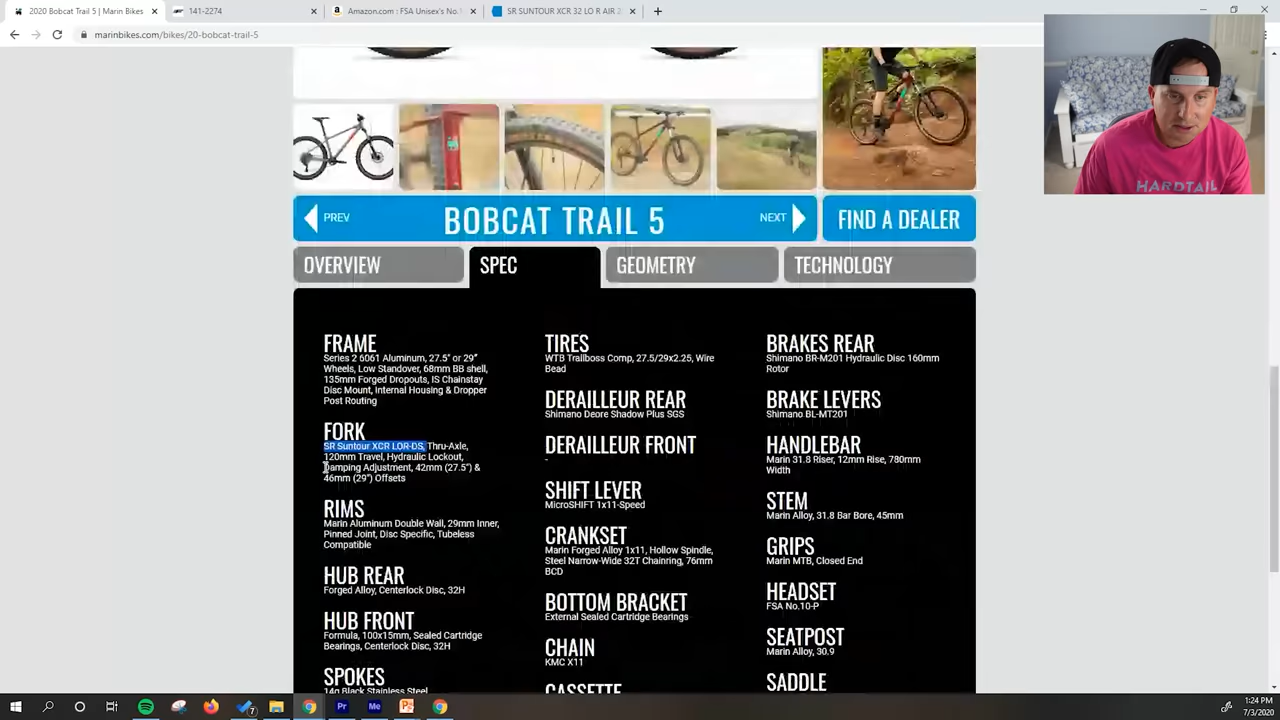 2020 Bobcat Trail 5 | Marin Bikes
141-2274
Amazon.com : FSA Unisex's No.1
SR SUNTOUR XCR 32 LO R AIR 2
marinbikes.com/bikes/20-bobcat-trail-5
HARDTAIL
PREV
BOBCAT TRAIL 5
NEXT
FIND A DEALER
OVERVIEW
SPEC
GEOMETRY
TECHNOLOGY
FRAME
Series 2 6061 Aluminum, 27.5" or 29"
Wheels, Low Standover, 68mm BB shell,
135mm Forged Dropouts, IS Chainstay
Disc Mount, Internal Housing & Dropper
Post Routing
FORK
SR Suntour XCR LOR-DS, Thru-Axle,
120mm Travel, Hydraulic Lockout,
Damping Adjustment, 42mm (27.5") &
46mm (29") Offsets
RIMS
Marin Aluminum Double Wall, 29mm Inner,
Pinned Joint, Disc Specific, Tubeless
Compatible
HUB REAR
Forged Alloy, Centerlock Disc, 32H
HUB FRONT
Formula, 100x15mm, Sealed Cartridge
Bearings, Centerlock Disc, 32H
SPOKES
14g Black Stainless Steel
TIRES
WTB Trailboss Comp, 27.5/29x2.25, Wire
Bead
DERAILLEUR REAR
Shimano Deore Shadow Plus SGS
DERAILLEUR FRONT
-
SHIFT LEVER
MicroSHIFT 1x11-Speed
CRANKSET
Marin Forged Alloy 1x11, Hollow Spindle,
Steel Narrow-Wide 32T Chainring, 76mm
BCD
BOTTOM BRACKET
External Sealed Cartridge Bearings
CHAIN
KMC X11
CASSETTE
BRAKES REAR
Shimano BR-M201 Hydraulic Disc 160mm
Rotor
BRAKE LEVERS
Shimano BL-MT201
HANDLEBAR
Marin 31.8 Riser, 12mm Rise, 780mm
Width
STEM
Marin Alloy, 31.8 Bar Bore, 45mm
GRIPS
Marin MTB, Closed End
HEADSET
FSA No.10-P
SEATPOST
Marin Alloy, 30.9
SADDLE
7
Pr
Me
1:24 PM
7/3/2020